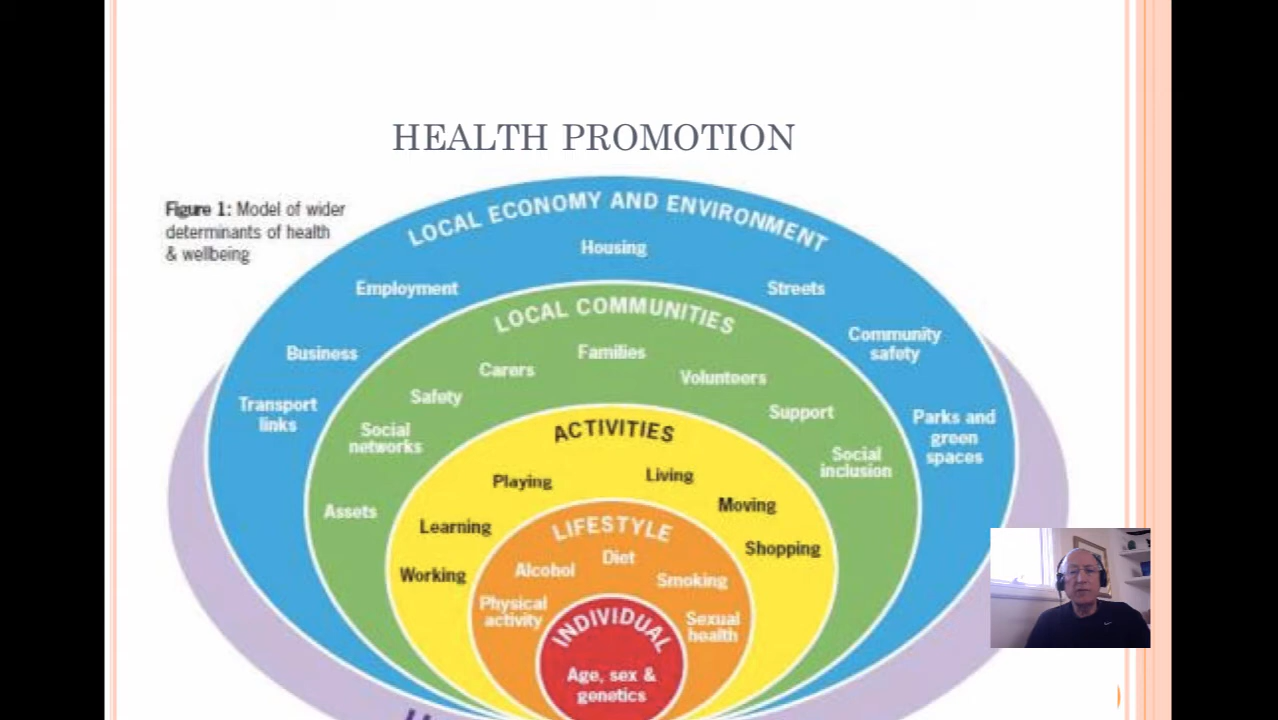 HEALTH PROMOTION
Figure 1: Model of wider
determinants of health
& wellbeing
LOCAL ECONOMY AND ENVIRONMENT
Housing
Employment
Streets
Business
Community
safety
Transport
links
Parks and
green
spaces
LOCAL COMMUNITIES
Families
Carers
Volunteers
Safety
Support
Social
networks
Social
inclusion
Assets
ACTIVITIES
Playing
Living
Learning
Moving
Working
Shopping
LIFESTYLE
Diet
Alcohol
Smoking
Physical
activity
Sexual
health
INDIVIDUAL
Age, sex &
genetics